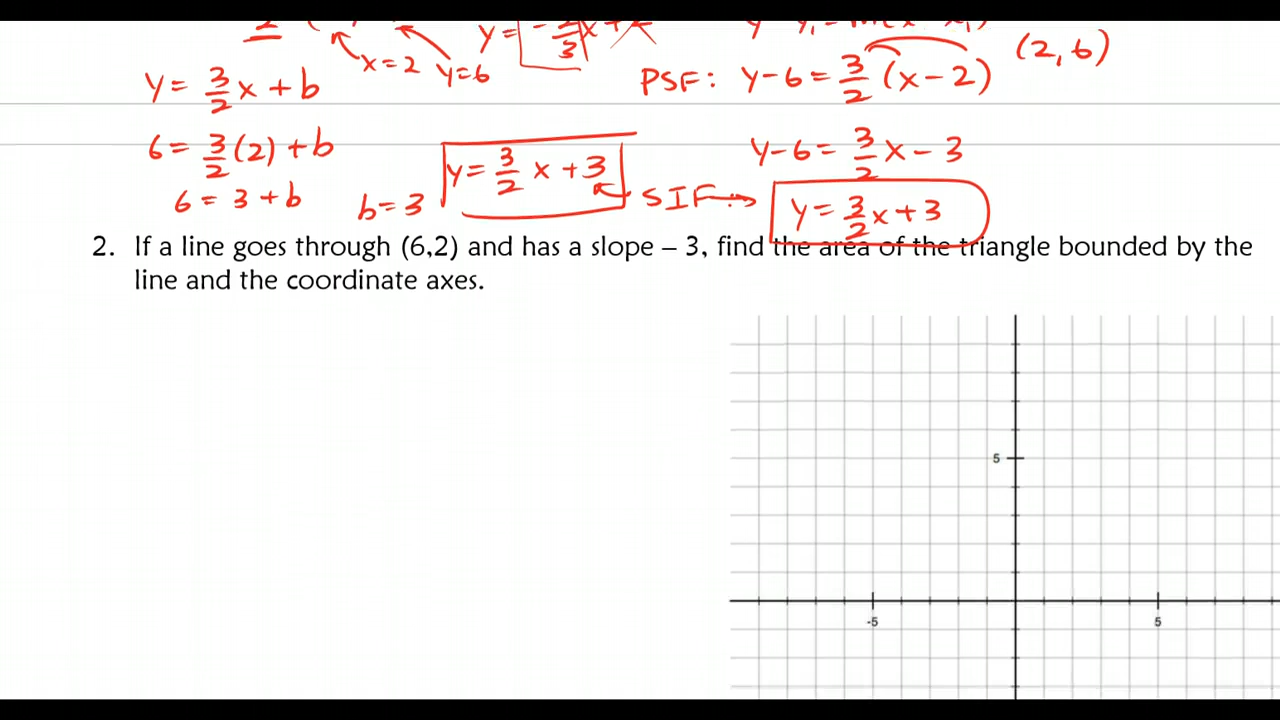 y = 3/2 x + b
x = 2
y = 6
6 = 3/2 (2) + b
6 = 3 + b
b = 3
y = 3/2 x + 3
SIF
(2, 6)
PSF: y - 6 = 3/2 (x - 2)
y - 6 = 3/2 x - 3
y = 3/2 x + 3
2. If a line goes through (6,2) and has a slope – 3, find the area of the triangle bounded by the
line and the coordinate axes.
5
-5
5